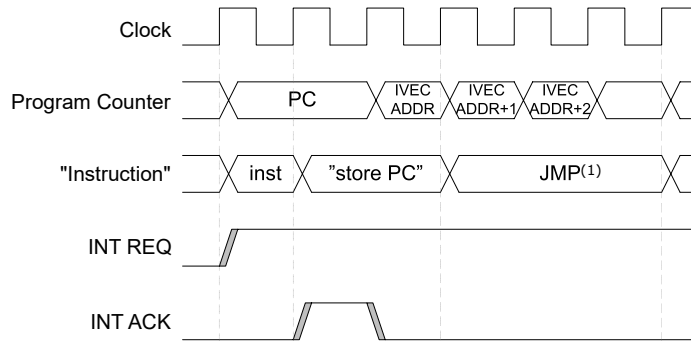 Clock
Program Counter
PC
IVEC
ADDR
IVEC
ADDR+1
IVEC
ADDR+2
"Instruction"
inst
”store PC”
JMP(1)
INT REQ
INT ACK